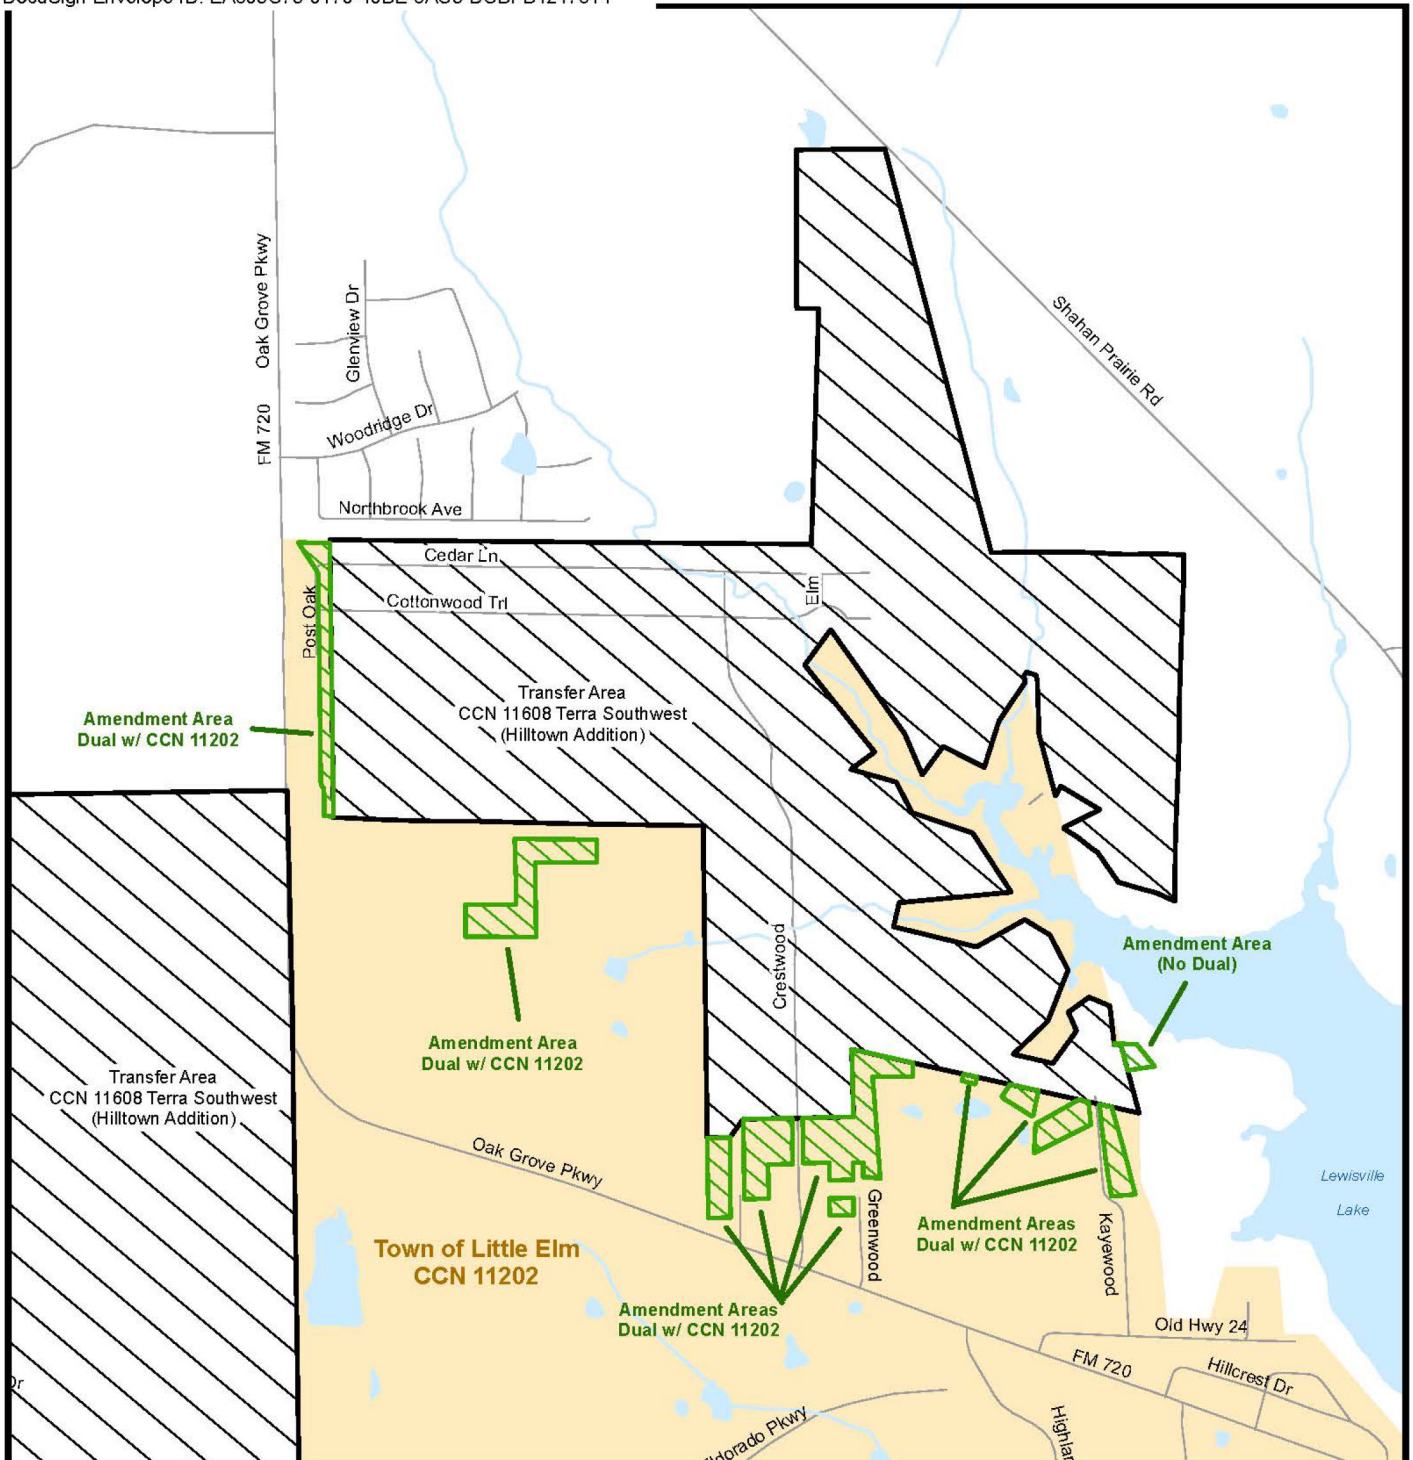 Oak Grove Pkwy
FM 720
Glenview Dr
Woodridge Dr
Northbrook Ave
Shahan Prairie Rd
Cedar Ln
Cottonwood Trl
Elm
Post Oak
Transfer Area
CCN 11608 Terra Southwest
(Hilltown Addition)
Amendment Area
Dual w/ CCN 11202
Crestwood
Amendment Area
(No Dual)
Amendment Area
Dual w/ CCN 11202
Transfer Area
CCN 11608 Terra Southwest
(Hilltown Addition)
Oak Grove Pkwy
Greenwood
Amendment Areas
Dual w/ CCN 11202
Kayewood
Lewisville
Lake
Town of Little Elm
CCN 11202
Amendment Areas
Dual w/ CCN 11202
Old Hwy 24
FM 720
Hillcrest Dr
Dr
Pkwy